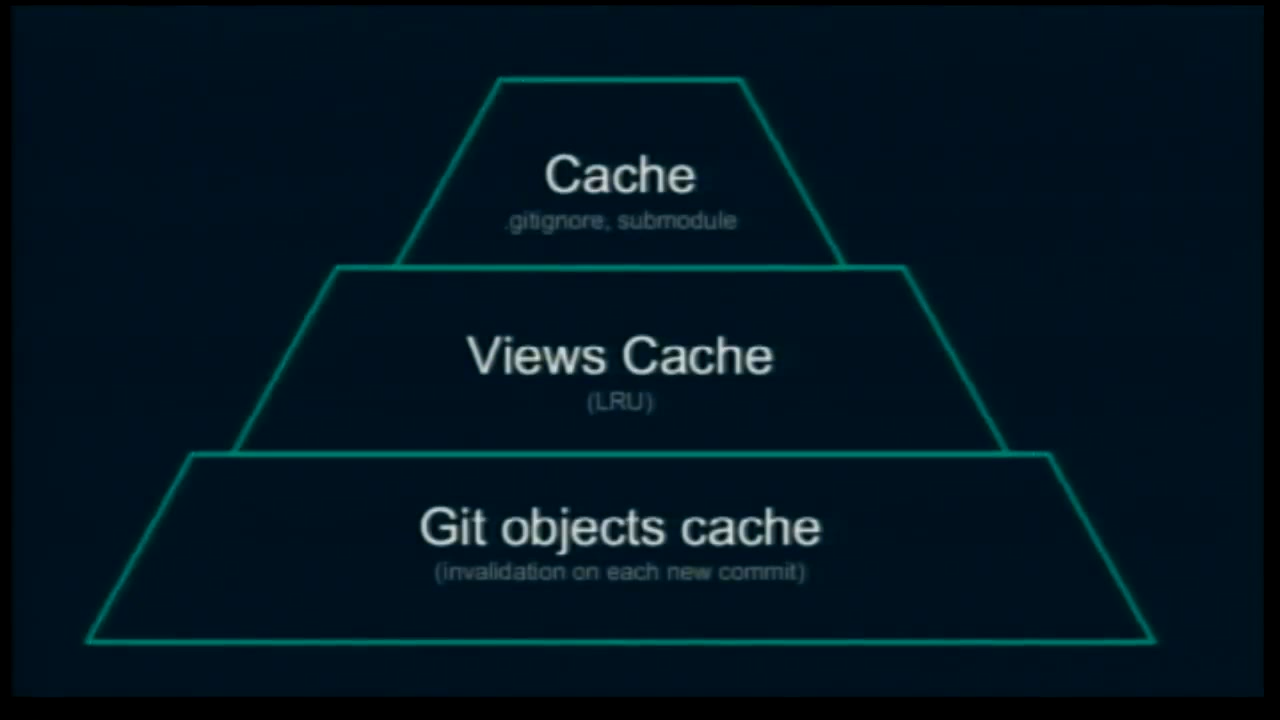 Cache
.gitignore, submodule
Views Cache
(LRU)
Git objects cache
(invalidation on each new commit)